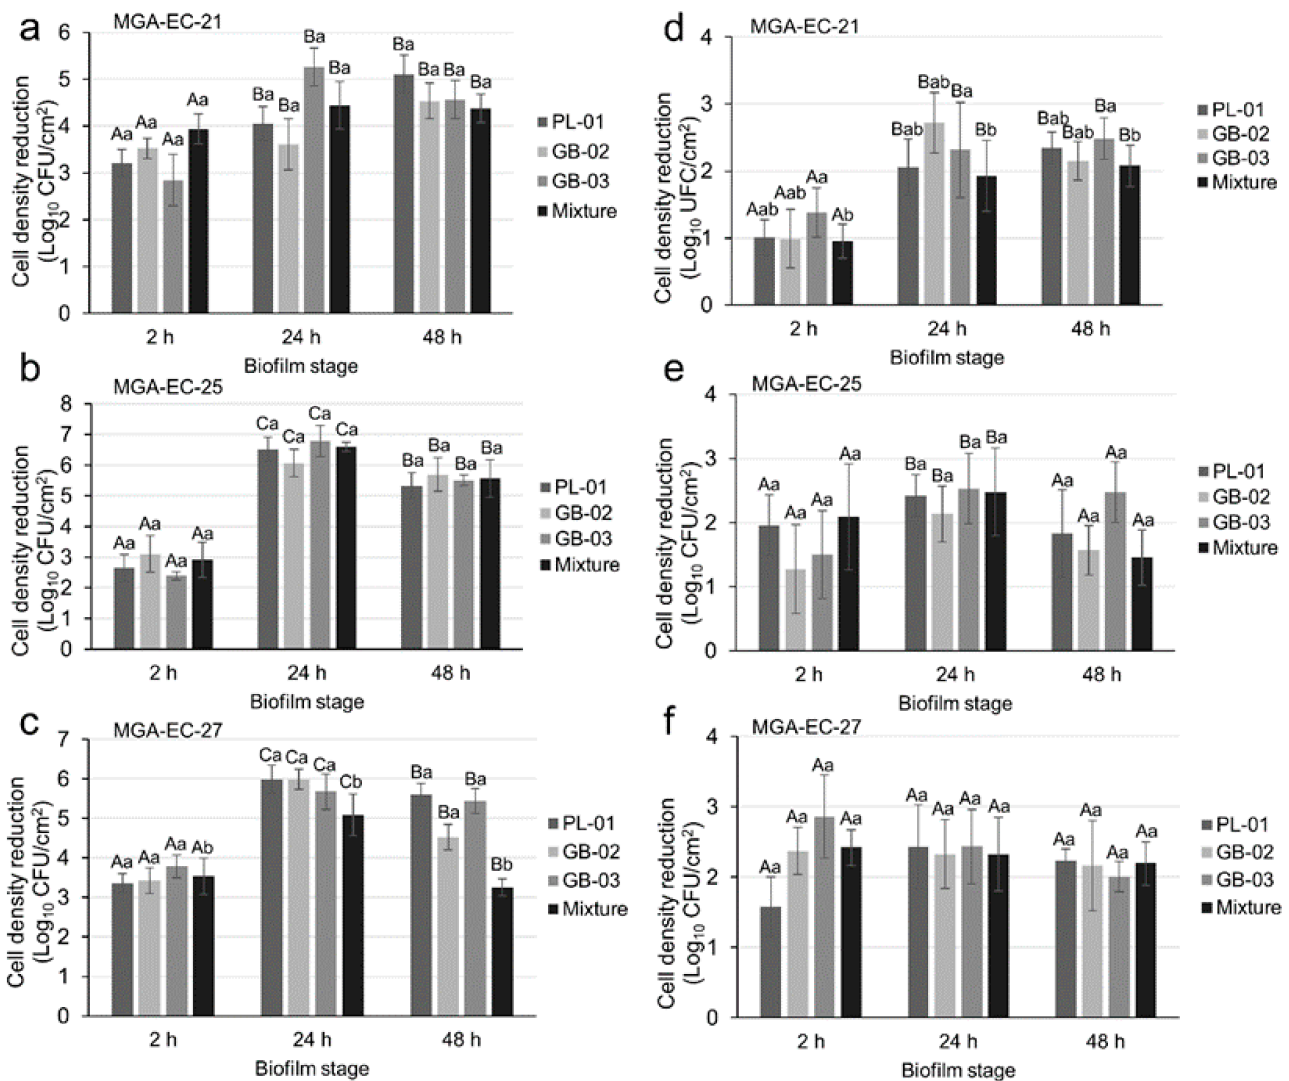 a
MGA-EC-21
Cell density reduction
(Log10 CFU/cm2)
6
5
4
3
2
1
0
Aa Aa Aa Aa
Ba Ba Ba Ba
Ba Ba Ba Ba
2 h 24 h 48 h
Biofilm stage
PL-01
GB-02
GB-03
Mixture
d
MGA-EC-21
Cell density reduction
(Log10 UFC/cm2)
4
3
2
1
0
Aab Aab Aa Ab
Bab Bab Ba Bb
Bab Bab Ba Bb
2 h 24 h 48 h
Biofilm stage
PL-01
GB-02
GB-03
Mixture
b
MGA-EC-25
Cell density reduction
(Log10 CFU/cm2)
8
7
6
5
4
3
2
1
0
Aa Aa Aa Aa
Ca Ca Ca Ca
Ba Ba Ba Ba
2 h 24 h 48 h
Biofilm stage
PL-01
GB-02
GB-03
Mixture
e
MGA-EC-25
Cell density reduction
(Log10 CFU/cm2)
4
3
2
1
0
Aa Aa Aa Aa
Ba Ba Ba Ba
Aa Aa Aa Aa
2 h 24 h 48 h
Biofilm stage
PL-01
GB-02
GB-03
Mixture
c
MGA-EC-27
Cell density reduction
(Log10 CFU/cm2)
7
6
5
4
3
2
1
0
Aa Aa Aa Ab
Ca Ca Ca Cb
Ba Ba Ba Bb
2 h 24 h 48 h
Biofilm stage
PL-01
GB-02
GB-03
Mixture
f
MGA-EC-27
Cell density reduction
(Log10 CFU/cm2)
4
3
2
1
0
Aa Aa Aa Aa
Aa Aa Aa Aa
Aa Aa Aa Aa
2 h 24 h 48 h
Biofilm stage
PL-01
GB-02
GB-03
Mixture